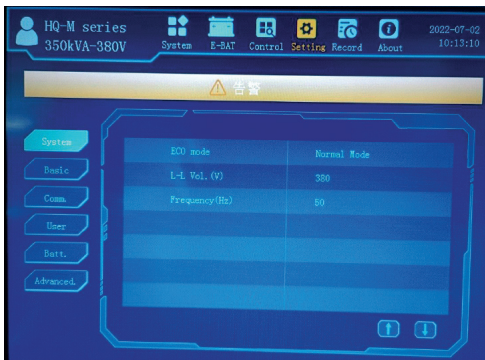 HQ-M series
350kVA-380V
System
E-BAT
Control
Setting
Record
About
2022-07-02
10:13:10
告警
System
Basic
Comm.
User
Batt.
Advanced.
ECO mode
Normal Mode
L-L Vol.(V)
380
Frequency(Hz)
50